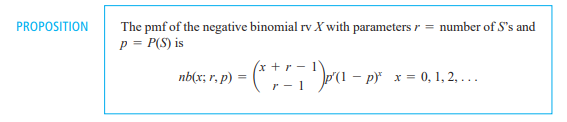 PROPOSITION
The pmf of the negative binomial rv X with parameters r = number of S's and
p = P(S) is
nb(x; r, p) = (x + r − 1
r − 1)pʳ(1 − p)ˣ x = 0, 1, 2, . . .